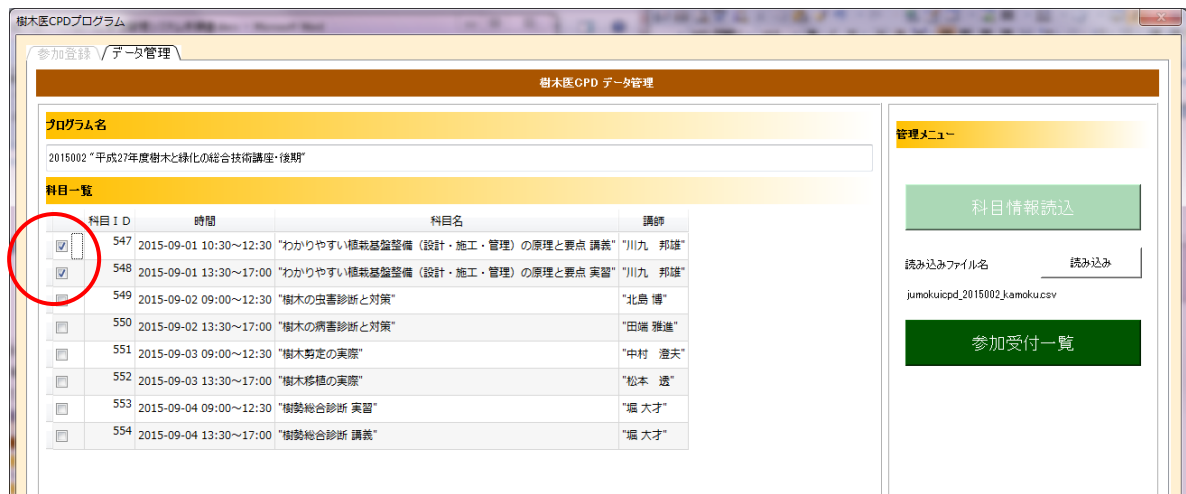 樹木医CPDプログラム
参加登録 データ管理
樹木医CPD データ管理
プログラム名
2015002 "平成27年度樹木と緑化の総合技術講座・後期"
科目一覧
科目ID 時間 科目名 講師
547 2015-09-01 10:30～12:30 "わかりやすい植栽基盤整備（設計・施工・管理）の原理と要点 講義" "川九 邦雄"
548 2015-09-01 13:30～17:00 "わかりやすい植栽基盤整備（設計・施工・管理）の原理と要点 実習" "川九 邦雄"
549 2015-09-02 09:00～12:30 "樹木の虫害診断と対策" "北島 博"
550 2015-09-02 13:30～17:00 "樹木の病害診断と対策" "田端 雅進"
551 2015-09-03 09:00～12:30 "樹木剪定の実際" "中村 澄夫"
552 2015-09-03 13:30～17:00 "樹木移植の実際" "松本 透"
553 2015-09-04 09:00～12:30 "樹勢総合診断 実習" "堀 大才"
554 2015-09-04 13:30～17:00 "樹勢総合診断 講義" "堀 大才"
管理メニュー
科目情報読込
読み込みファイル名 読み込み
jumokuicpd_2015002_kamoku.csv
参加受付一覧